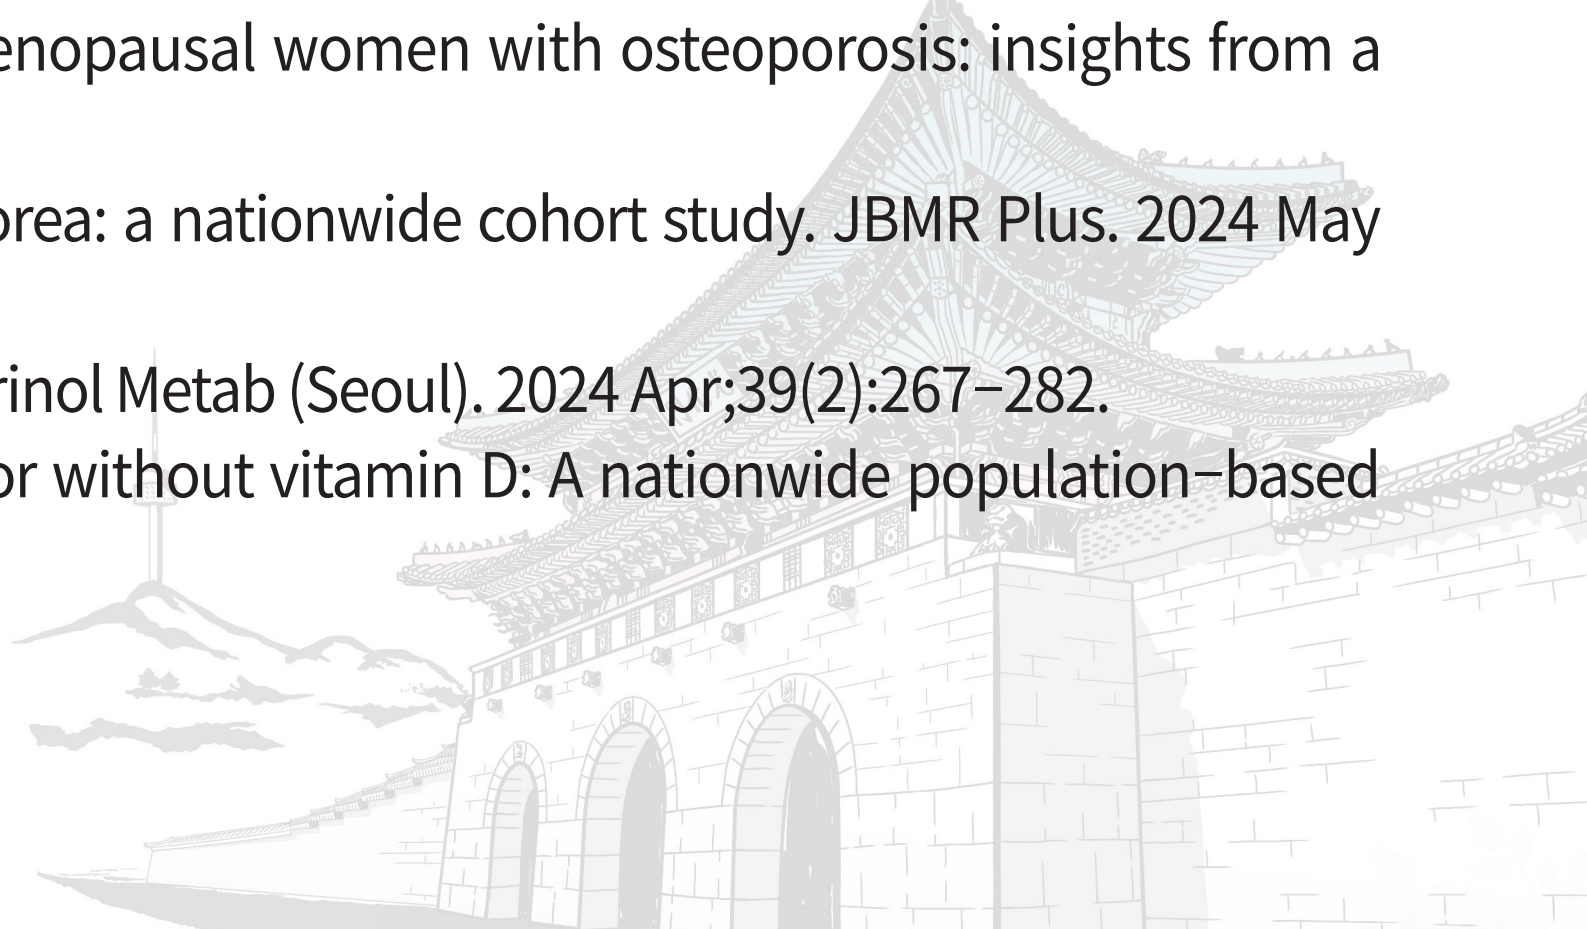 enopausal women with osteoporosis: insights from a
orea: a nationwide cohort study. JBMR Plus. 2024 May
rinol Metab (Seoul). 2024 Apr;39(2):267–282.
or without vitamin D: A nationwide population–based